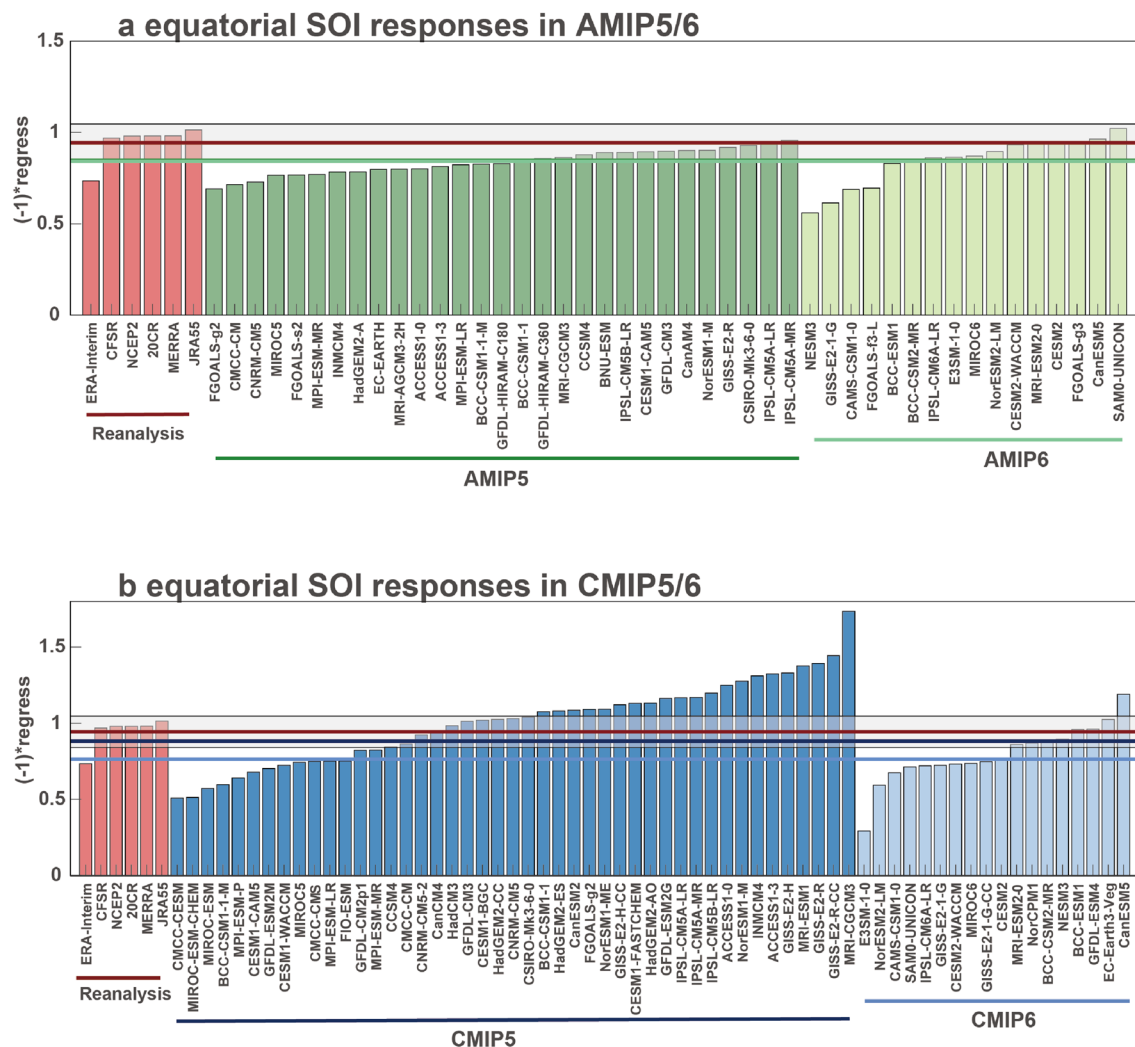 a equatorial SOI responses in AMIP5/6
1.5
1
0.5
0
(-1)*regress
ERA-Interim
CFSR
NCEP2
20CR
MERRA
JRA55
FGOALS-g2
CMCC-CM
CNRM-CM5
MIROC5
FGOALS-s2
MPI-ESM-MR
INMCM4
HadGEM2-A
EC-EARTH
MRI-AGCM3-2H
ACCESS1-0
ACCESS1-3
MPI-ESM-LR
BCC-CSM1-1-M
GFDL-HIRAM-C180
BCC-CSM1-1
GFDL-HIRAM-C360
MRI-CGCM3
CCSM4
BNU-ESM
IPSL-CM5B-LR
CESM1-CAM5
GFDL-CM3
CanAM4
NorESM1-M
GISS-E2-R
CSIRO-Mk3-6-0
IPSL-CM5A-LR
IPSL-CM5A-MR
NESM3
GISS-E2-1-G
CAMS-CSM1-0
FGOALS-f3-L
BCC-ESM1
BCC-CSM2-MR
IPSL-CM6A-LR
E3SM-1-0
MIROC6
NorESM2-LM
CESM2-WACCM
MRI-ESM2-0
CESM2
FGOALS-g3
CanESM5
SAM0-UNICON
Reanalysis
AMIP5
AMIP6
b equatorial SOI responses in CMIP5/6
1.5
1
0.5
0
(-1)*regress
ERA-Interim
CFSR
NCEP2
20CR
MERRA
JRA55
CMCC-CESM
MIROC-ESM-CHEM
MIROC-ESM
BCC-CSM1-1-M
MPI-ESM-P
CESM1-CAM5
GFDL-ESM2M
CESM1-WACCM
MIROC5
CMCC-CMS
MPI-ESM-LR
FIO-ESM
GFDL-CM2p1
MPI-ESM-MR
CCSM4
CMCC-CM
CNRM-CM5-2
CanCM4
HadCM3
GFDL-CM3
CESM1-BGC
HadGEM2-CC
CNRM-CM5
CSIRO-Mk3-6-0
BCC-CSM1-1
HadGEM2-ES
CanESM2
FGOALS-g2
NorESM1-ME
GISS-E2-H-CC
CESM1-FASTCHEM
HadGEM2-AO
GFDL-ESM2G
IPSL-CM5A-LR
IPSL-CM5A-MR
IPSL-CM5B-LR
ACCESS1-0
NorESM1-M
INMCM4
ACCESS1-3
GISS-E2-H
MRI-ESM1
GISS-E2-R
GISS-E2-R-CC
MRI-CGCM3
E3SM-1-0
NorESM2-LM
CAMS-CSM1-0
SAM0-UNICON
IPSL-CM6A-LR
GISS-E2-1-G
CESM2-WACCM
MIROC6
GISS-E2-1-G-CC
CESM2
MRI-ESM2-0
NorCPM1
BCC-CSM2-MR
NESM3
BCC-ESM1
GFDL-ESM4
EC-Earth3-Veg
CanESM5
Reanalysis
CMIP5
CMIP6